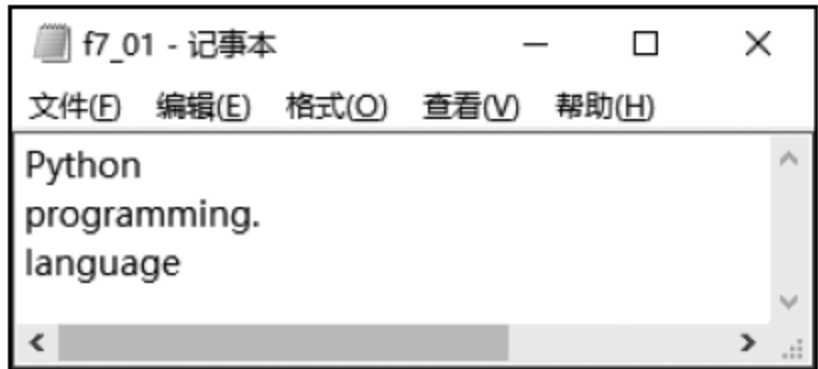 f7_01 - 记事本
文件(F) 编辑(E) 格式(O) 查看(V) 帮助(H)
Python
programming.
language